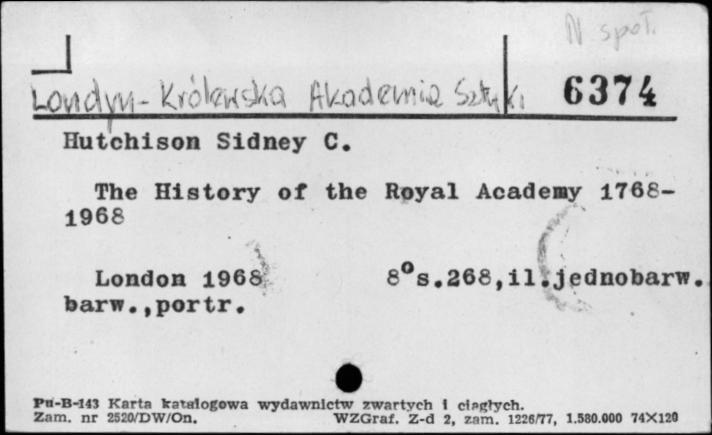 N społ.
Londyn - Królewska Akademia Sztuki 6374
Hutchison Sidney C.
The History of the Royal Academy 1768-
1968
London 1968 8°s.268,il.jednobarw.
barw.,portr.
Pu-B-143 Karta katalogowa wydawnictw zwartych i ciągłych.
Zam. nr 2520/DW/On. WZGraf. Z-d 2, zam. 1226/77, 1.580.000 74X120